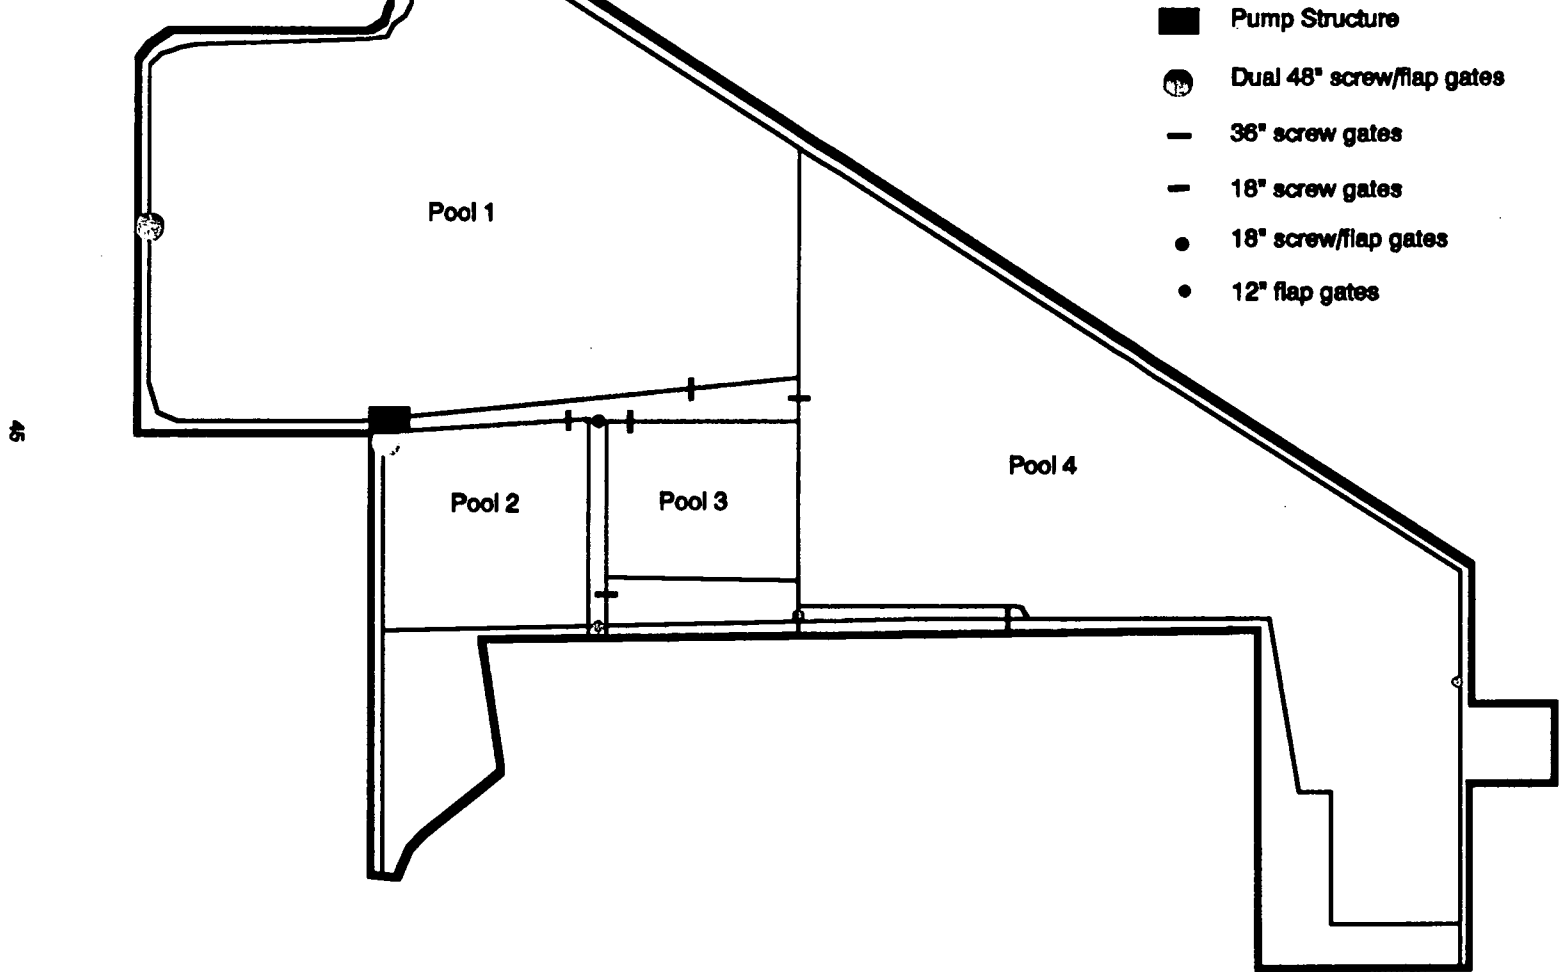 Pump Structure
Dual 48" screw/flap gates
36" screw gates
18" screw gates
18" screw/flap gates
12" flap gates
Pool 1
Pool 4
Pool 2
Pool 3
45